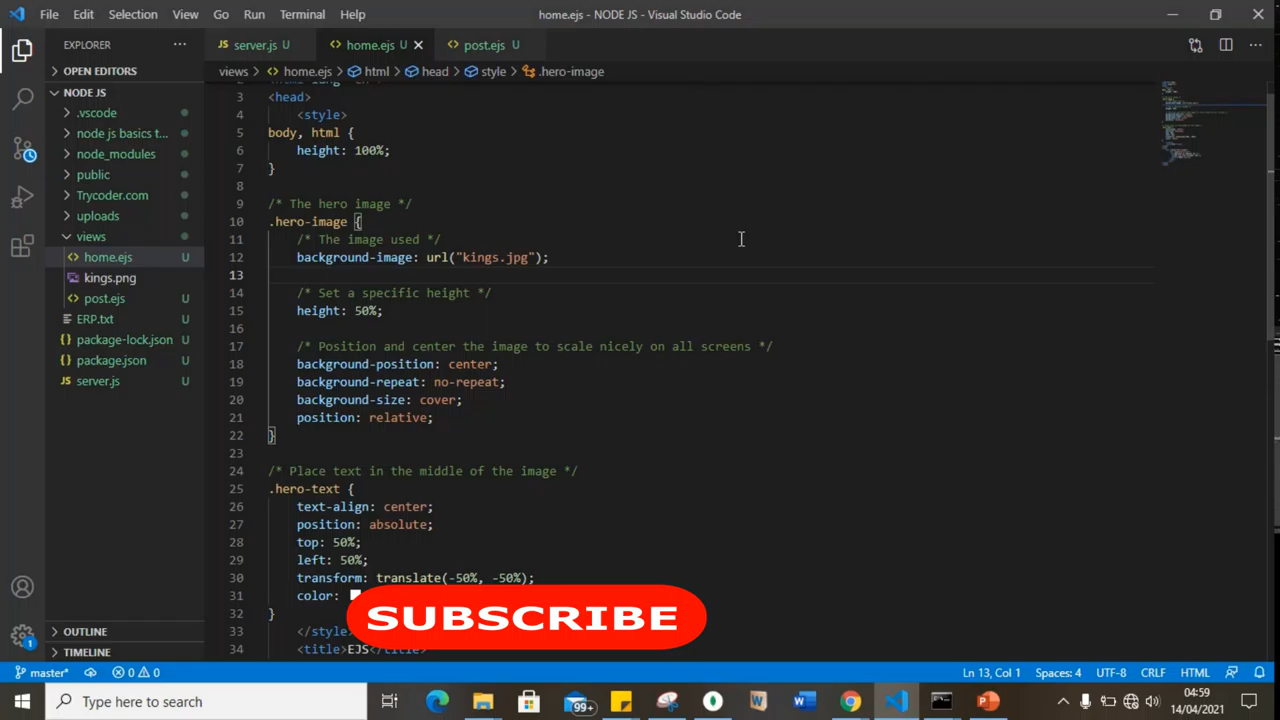 File Edit Selection View Go Run Terminal Help home.ejs - NODE JS - Visual Studio Code
EXPLORER
JS server.js U
<> home.ejs U
<> post.ejs U
OPEN EDITORS
views > home.ejs > html > head > style > .hero-image
NODE JS
.vscode
node js basics t...
node_modules
public
Trycoder.com
uploads
views
home.ejs U
kings.png
post.ejs U
ERP.txt U
package-lock.json U
package.json U
JS server.js U
OUTLINE
TIMELINE
3 <head>
4 <style>
5 body, html {
6 height: 100%;
7 }
8
9 /* The hero image */
10 .hero-image {
11 /* The image used */
12 background-image: url("kings.jpg");
13
14 /* Set a specific height */
15 height: 50%;
16
17 /* Position and center the image to scale nicely on all screens */
18 background-position: center;
19 background-repeat: no-repeat;
20 background-size: cover;
21 position: relative;
22 }
23
24 /* Place text in the middle of the image */
25 .hero-text {
26 text-align: center;
27 position: absolute;
28 top: 50%;
29 left: 50%;
30 transform: translate(-50%, -50%);
31 color:
32 }
33 </style>
34 <title>EJS</title>
SUBSCRIBE
1
master* 0 0 Ln 13, Col 1 Spaces: 4 UTF-8 CRLF HTML
Type here to search
99+
04:59
14/04/2021